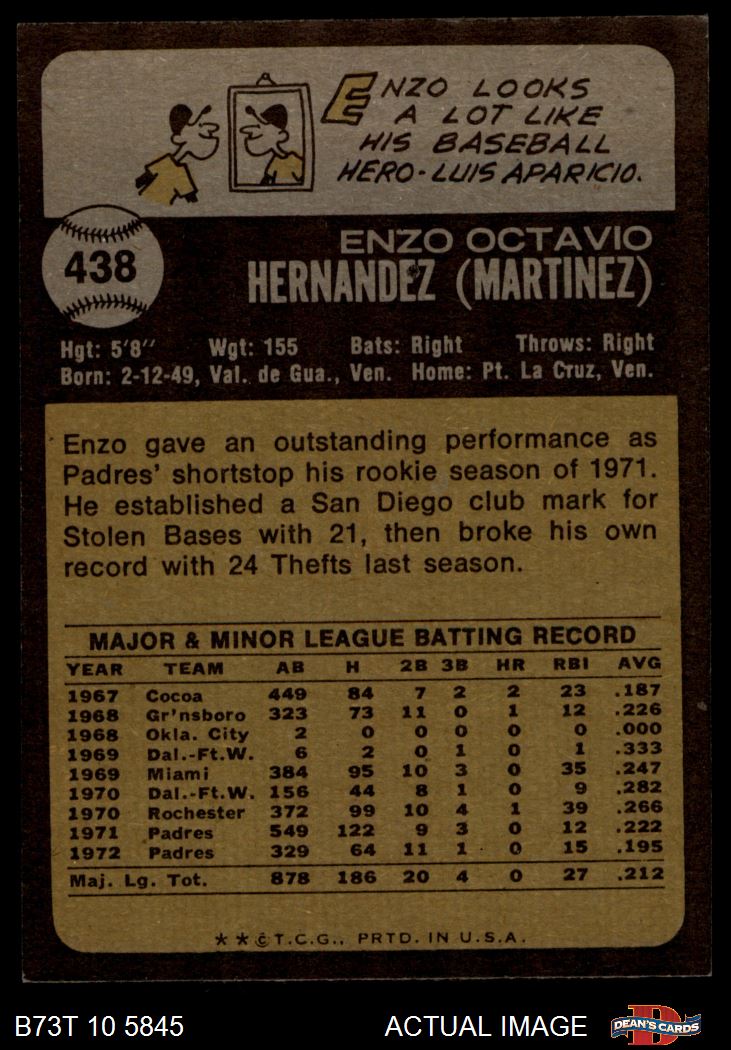 ENZO LOOKS
A LOT LIKE
HIS BASEBALL
HERO-LUIS APARICIO.
438
ENZO OCTAVIO
HERNANDEZ (MARTINEZ)
Hgt: 5'8" Wgt: 155 Bats: Right Throws: Right
Born: 2-12-49, Val. de Gua., Ven. Home: Pt. La Cruz, Ven.
Enzo gave an outstanding performance as
Padres' shortstop his rookie season of 1971.
He established a San Diego club mark for
Stolen Bases with 21, then broke his own
record with 24 Thefts last season.
MAJOR & MINOR LEAGUE BATTING RECORD
YEAR TEAM AB H 2B 3B HR RBI AVG
1967 Cocoa 449 84 7 2 2 23 .187
1968 Gr'nsboro 323 73 11 0 1 12 .226
1968 Okla. City 2 0 0 0 0 0 .000
1969 Dal.-Ft.W. 6 2 0 1 0 1 .333
1969 Miami 384 95 10 3 0 35 .247
1970 Dal.-Ft.W. 156 44 8 1 0 9 .282
1970 Rochester 372 99 10 4 1 39 .266
1971 Padres 549 122 9 3 0 12 .222
1972 Padres 329 64 11 1 0 15 .195
Maj. Lg. Tot. 878 186 20 4 0 27 .212
**©T.C.G., PRTD. IN U.S.A.
B73T 10 5845 ACTUAL IMAGE DEAN'S CARDS